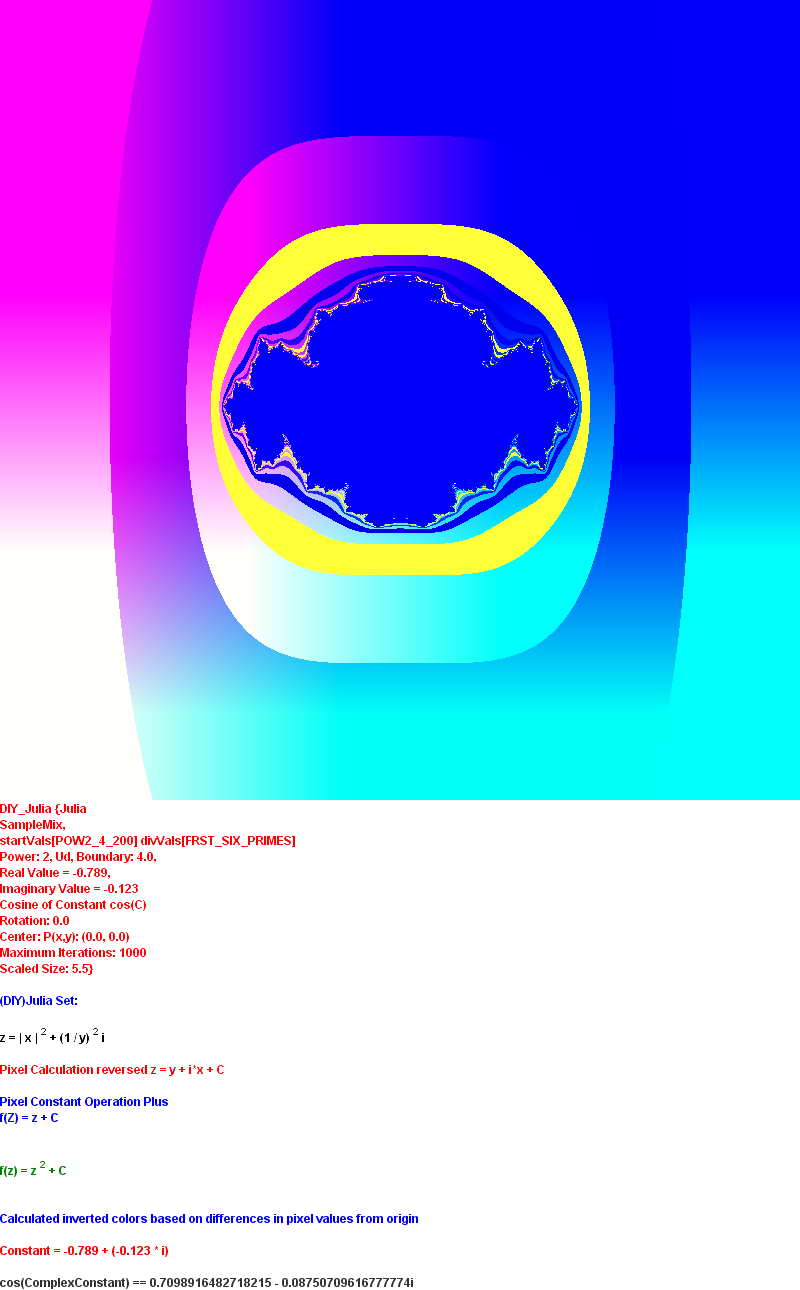 DIY_Julia {Julia
SampleMix,
startVals[POW2_4_200] divVals[FRST_SIX_PRIMES]
Power: 2, Ud, Boundary: 4.0,
Real Value = -0.789,
Imaginary Value = -0.123
Cosine of Constant cos(C)
Rotation: 0.0
Center: P(x,y): (0.0, 0.0)
Maximum Iterations: 1000
Scaled Size: 5.5}
(DIY)Julia Set:
z = | x | 2 + (1 / y) 2 i
Pixel Calculation reversed z = y + i*x + C
Pixel Constant Operation Plus
f(Z) = z + C
f(z) = z 2 + C
Calculated inverted colors based on differences in pixel values from origin
Constant = -0.789 + (-0.123 * i)
cos(ComplexConstant) == 0.7098916482718215 - 0.08750709616777774i